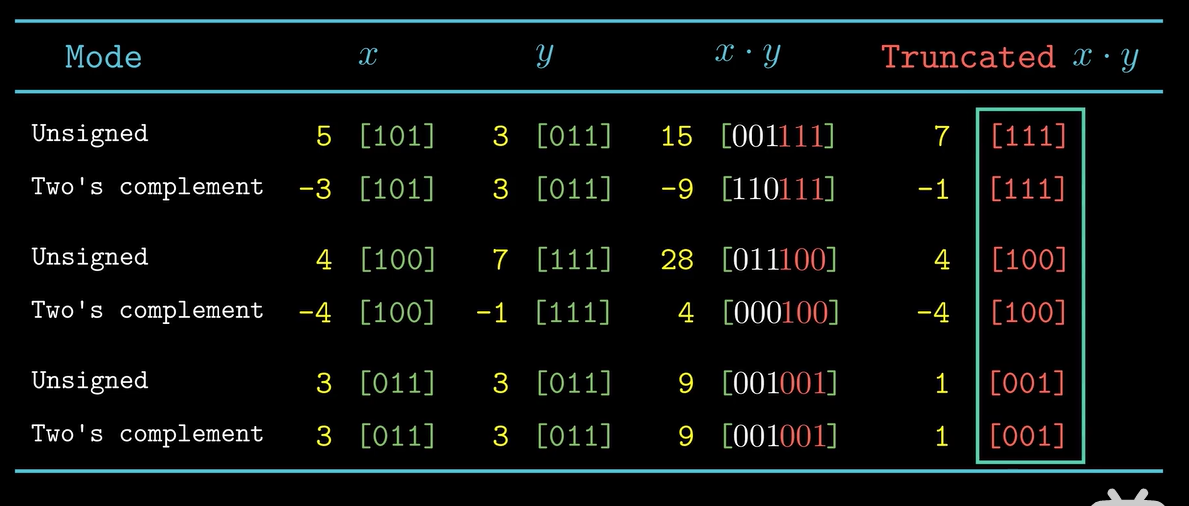 Mode x y x · y Truncated x · y
Unsigned 5 [101] 3 [011] 15 [001111] 7 [111]
Two's complement -3 [101] 3 [011] -9 [110111] -1 [111]
Unsigned 4 [100] 7 [111] 28 [011100] 4 [100]
Two's complement -4 [100] -1 [111] 4 [000100] -4 [100]
Unsigned 3 [011] 3 [011] 9 [001001] 1 [001]
Two's complement 3 [011] 3 [011] 9 [001001] 1 [001]